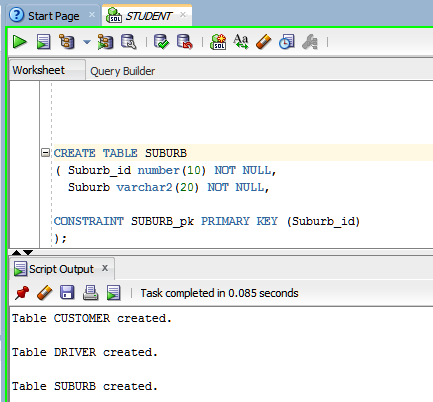 Start Page
STUDENT
SQL
Worksheet
Query Builder
CREATE TABLE SUBURB
( Suburb_id number(10) NOT NULL,
Suburb varchar2(20) NOT NULL,
CONSTRAINT SUBURB_pk PRIMARY KEY (Suburb_id)
);
Script Output x
Task completed in 0.085 seconds
Table CUSTOMER created.
Table DRIVER created.
Table SUBURB created.